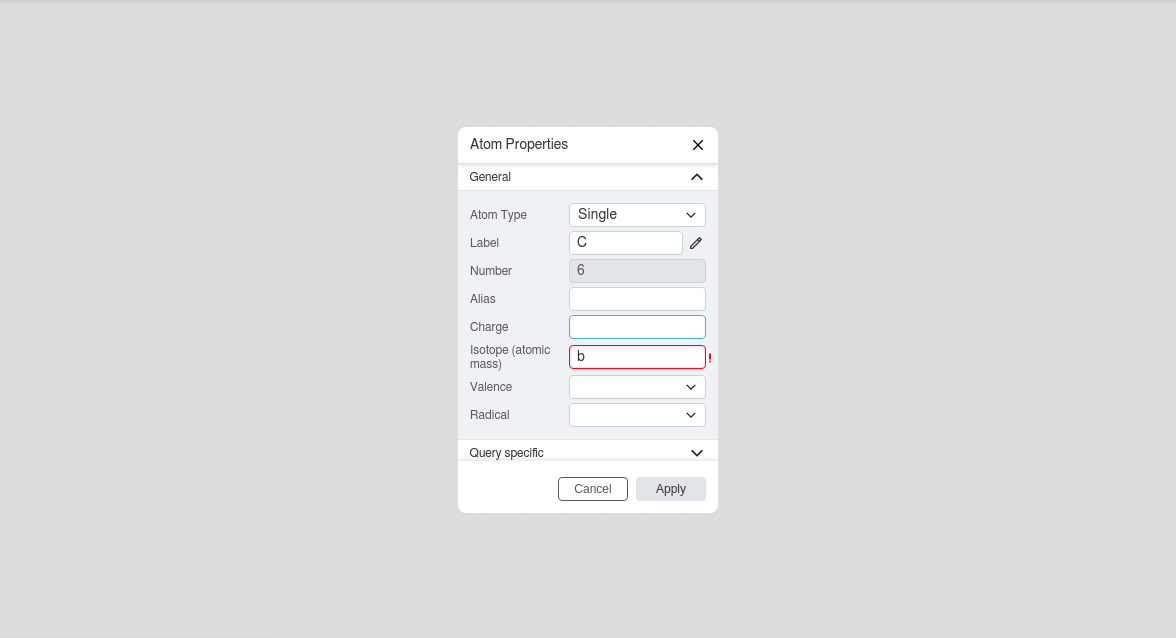 Atom Properties
General
Atom Type Single
Label C
Number 6
Alias
Charge
Isotope (atomic
mass) b !
Valence
Radical
Query specific
Cancel Apply